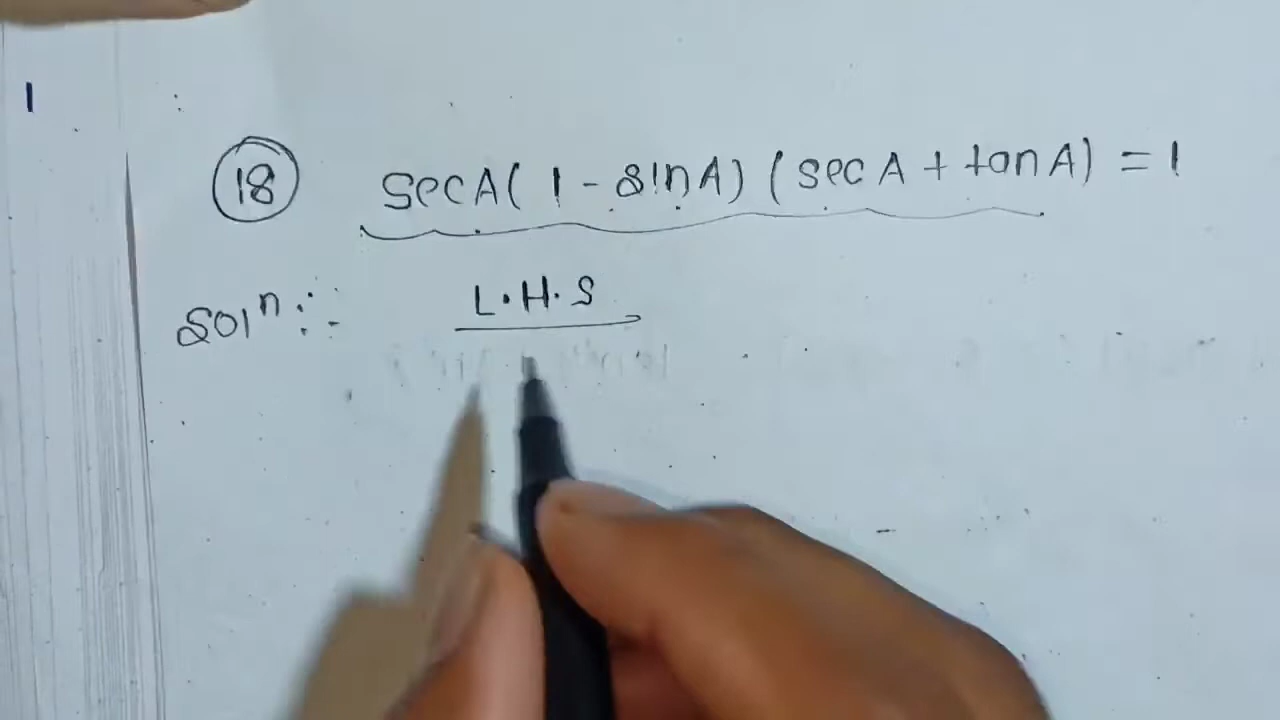 18 secA( 1 - sinA) (secA + tanA) = 1
Solⁿ :- L.H.S